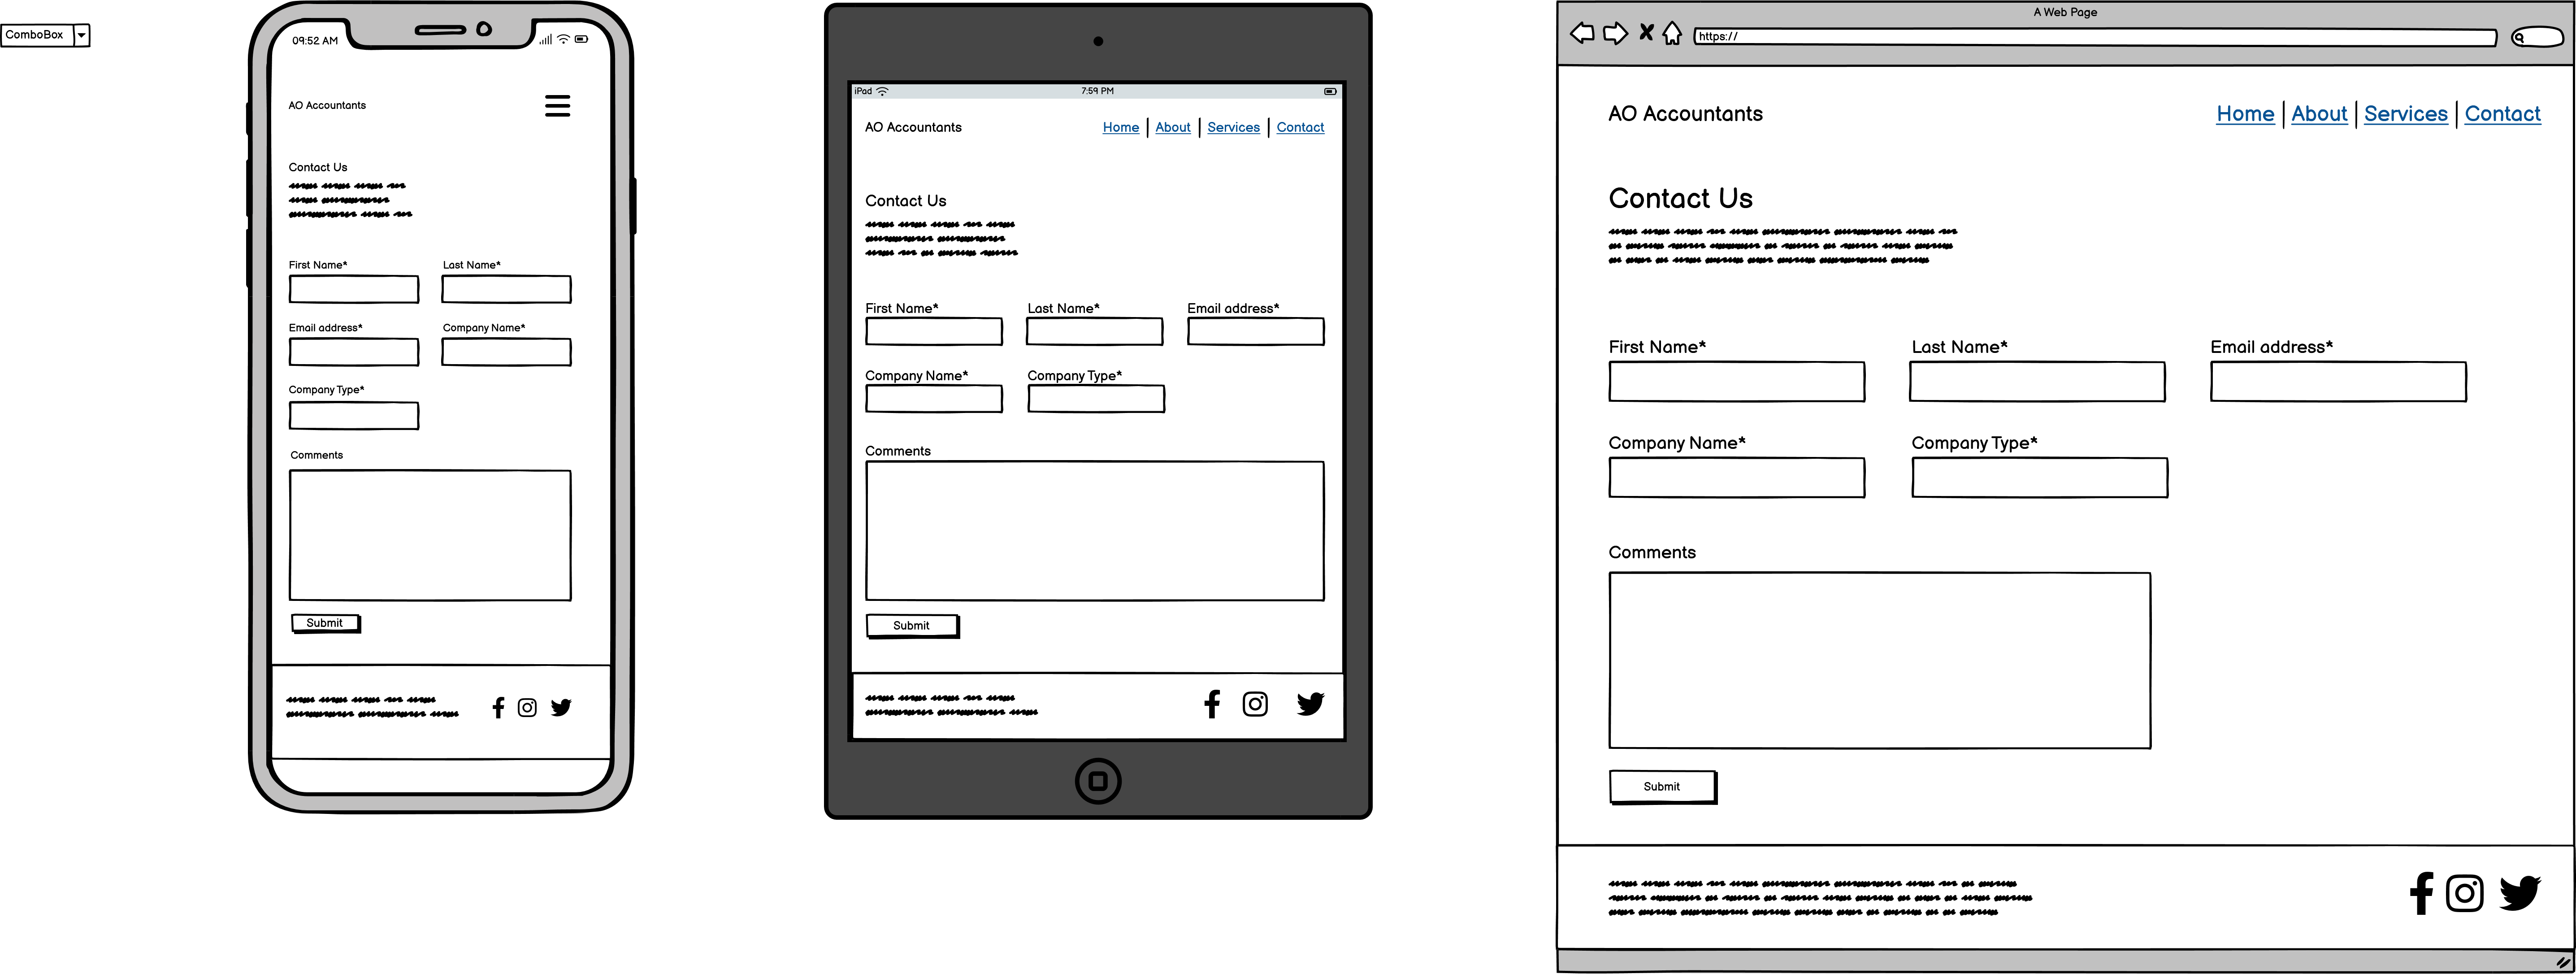 ComboBox
09:52 AM
AO Accountants
Contact Us
First Name*
Last Name*
Email address*
Company Name*
Company Type*
Comments
Submit
iPad
7:59 PM
AO Accountants
Home
About
Services
Contact
Contact Us
First Name*
Last Name*
Email address*
Company Name*
Company Type*
Comments
Submit
A Web Page
https://
AO Accountants
Home
About
Services
Contact
Contact Us
First Name*
Last Name*
Email address*
Company Name*
Company Type*
Comments
Submit